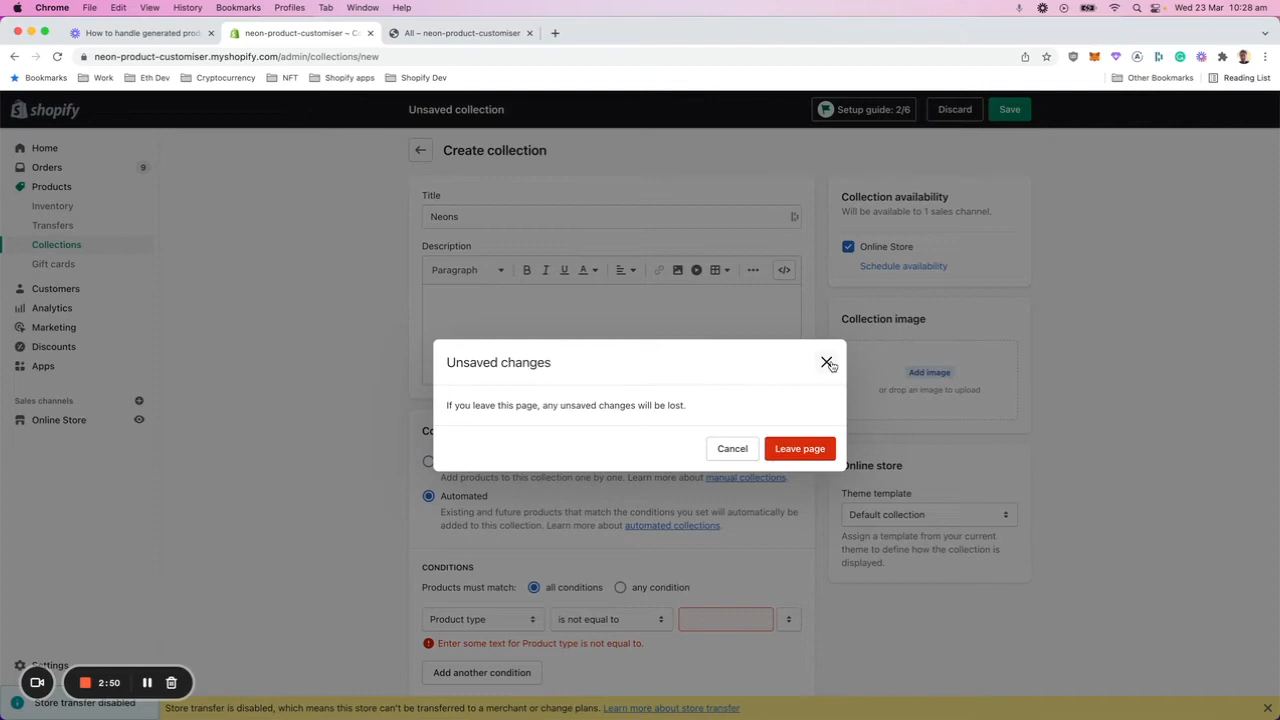 Chrome File Edit View History Bookmarks Profiles Tab Window Help Wed 23 Mar 10:28 am
How to handle generated prod neon-product-customiser – C All – neon-product-customiser
neon-product-customiser.myshopify.com/admin/collections/new
Bookmarks Work Eth Dev Cryptocurrency NFT Shopify apps Shopify Dev Other Bookmarks Reading List
shopify Unsaved collection Setup guide: 2/6 Discard Save
Home
Orders 9
Products
Inventory
Transfers
Collections
Gift cards
Customers
Analytics
Marketing
Discounts
Apps
Sales channels
Online Store
Settings
Create collection
Title
Neons
Description
Paragraph B I U A
Unsaved changes
If you leave this page, any unsaved changes will be lost.
Cancel Leave page
Add products to this collection one by one. Learn more about manual collections.
Automated
Existing and future products that match the conditions you set will automatically be
added to this collection. Learn more about automated collections.
CONDITIONS
Products must match: all conditions any condition
Product type is not equal to
Enter some text for Product type is not equal to.
Add another condition
Collection availability
Will be available to 1 sales channel.
Online Store
Schedule availability
Collection image
Add image
or drop an image to upload
Online store
Theme template
Default collection
Assign a template from your current
theme to define how the collection is
displayed.
2:50
Store transfer disabled
Store transfer is disabled, which means this store can't be transferred to a merchant or change plans. Learn more about store transfer